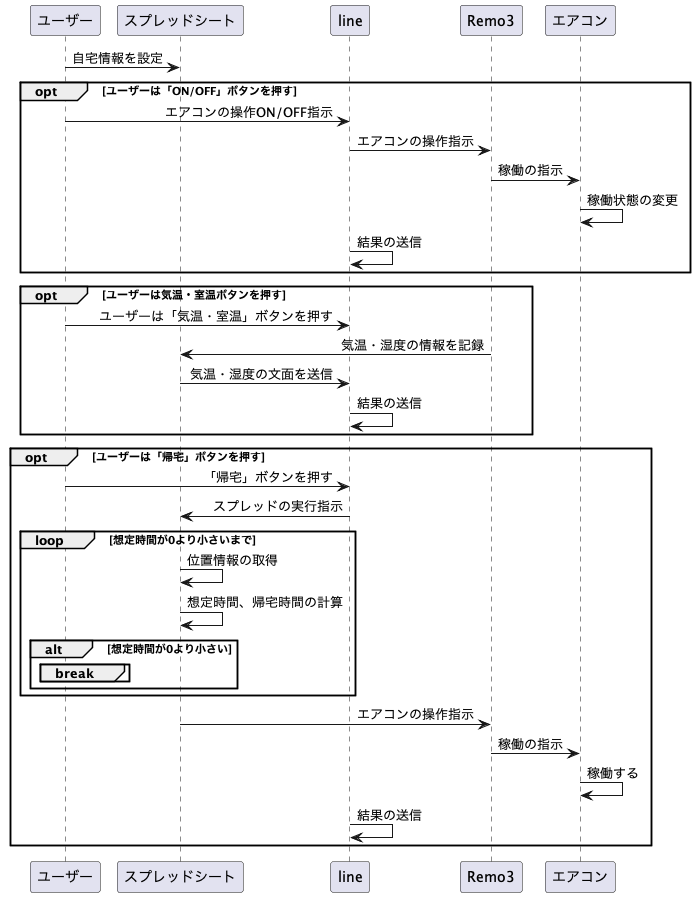 ユーザー スプレッドシート line Remo3 エアコン
自宅情報を設定
opt [ユーザーは「ON/OFF」ボタンを押す]
エアコンの操作ON/OFF指示
エアコンの操作指示
稼働の指示
稼働状態の変更
結果の送信
opt [ユーザーは気温・室温ボタンを押す]
ユーザーは「気温・室温」ボタンを押す
気温・湿度の情報を記録
気温・湿度の文面を送信
結果の送信
opt [ユーザーは「帰宅」ボタンを押す]
「帰宅」ボタンを押す
スプレッドの実行指示
loop [想定時間が0より小さいまで]
位置情報の取得
想定時間、帰宅時間の計算
alt [想定時間が0より小さい]
break
エアコンの操作指示
稼働の指示
稼働する
結果の送信
ユーザー スプレッドシート line Remo3 エアコン